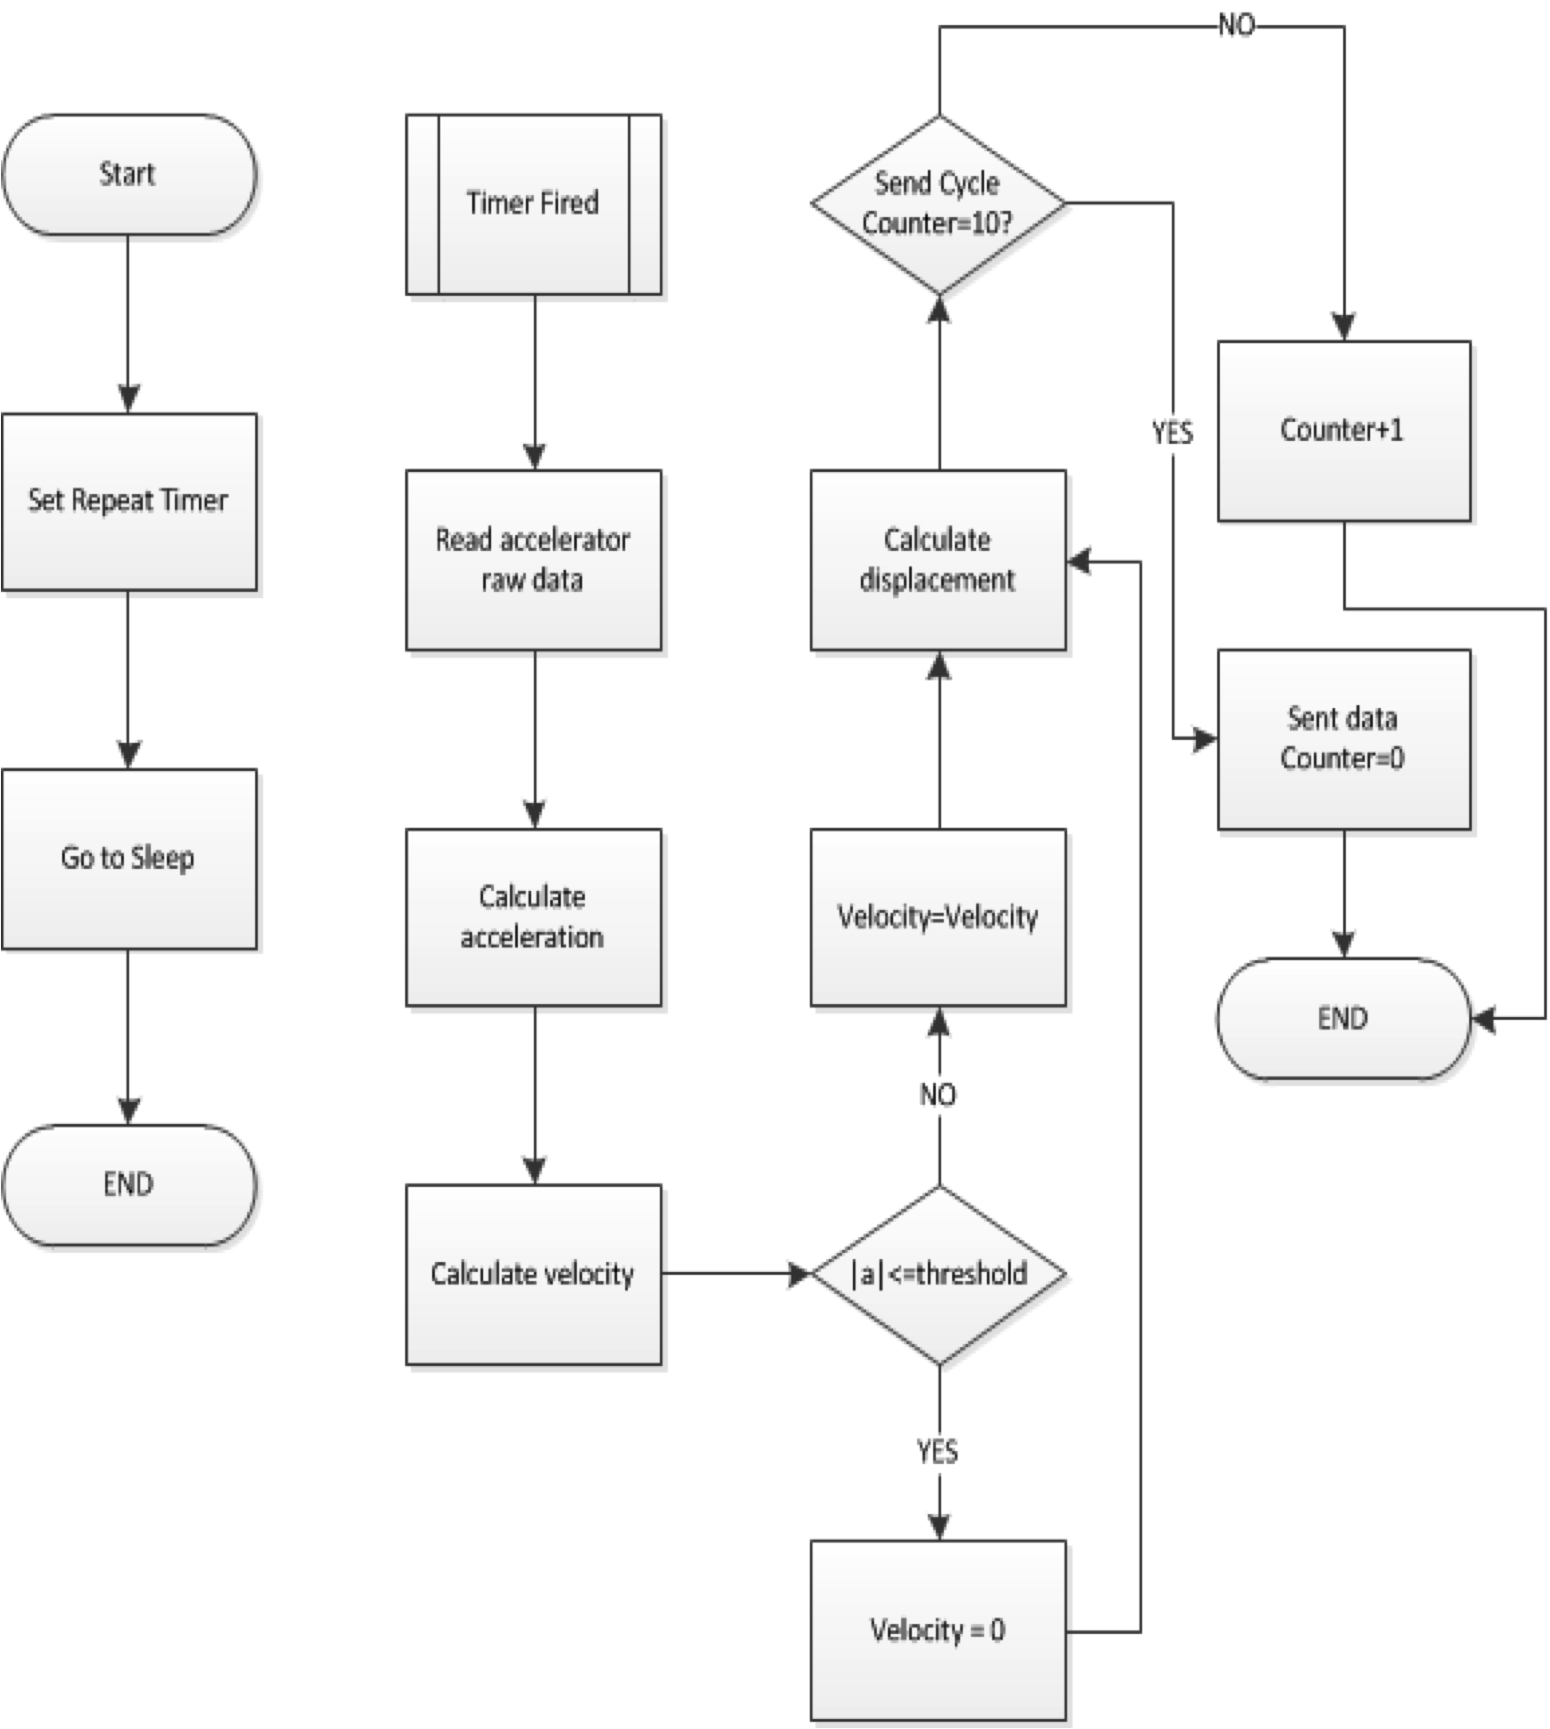 Start
Set Repeat Timer
Go to Sleep
END
Timer Fired
Read accelerator
raw data
Calculate
acceleration
Calculate velocity
|a|<=threshold
NO
YES
Velocity = 0
Velocity=Velocity
Calculate
displacement
Send Cycle
Counter=10?
NO
YES
Counter+1
Sent data
Counter=0
END